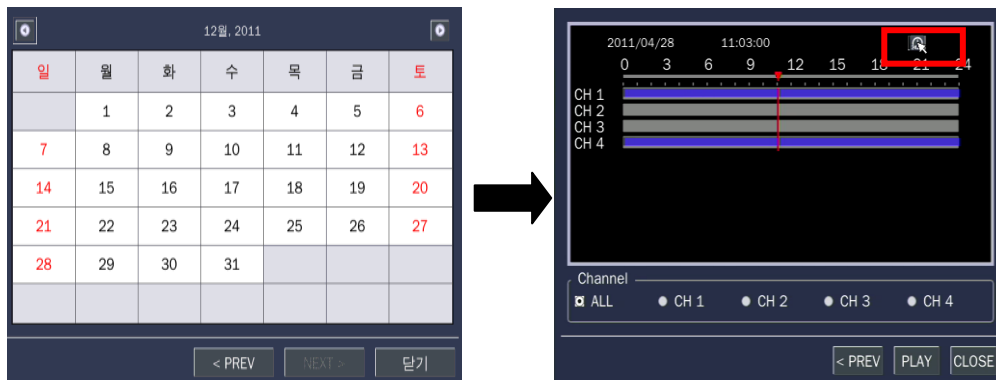 12월, 2011
일 월 화 수 목 금 토
1 2 3 4 5 6
7 8 9 10 11 12 13
14 15 16 17 18 19 20
21 22 23 24 25 26 27
28 29 30 31
< PREV NEXT > 닫기
2011/04/28 11:03:00
0 3 6 9 12 15 18 21 24
CH 1
CH 2
CH 3
CH 4
Channel
ALL CH 1 CH 2 CH 3 CH 4
< PREV PLAY CLOSE